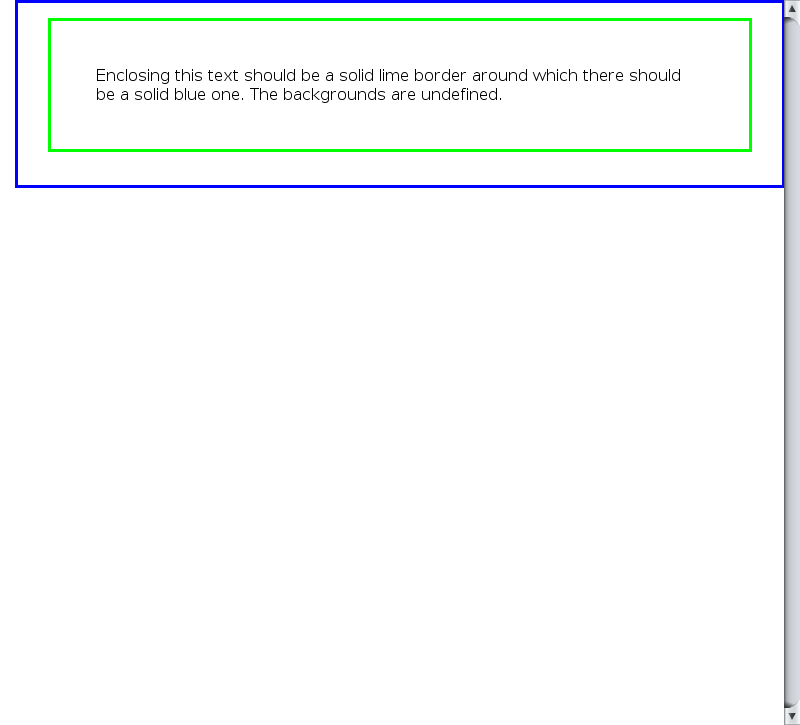 Enclosing this text should be a solid lime border around which there should
be a solid blue one. The backgrounds are undefined.